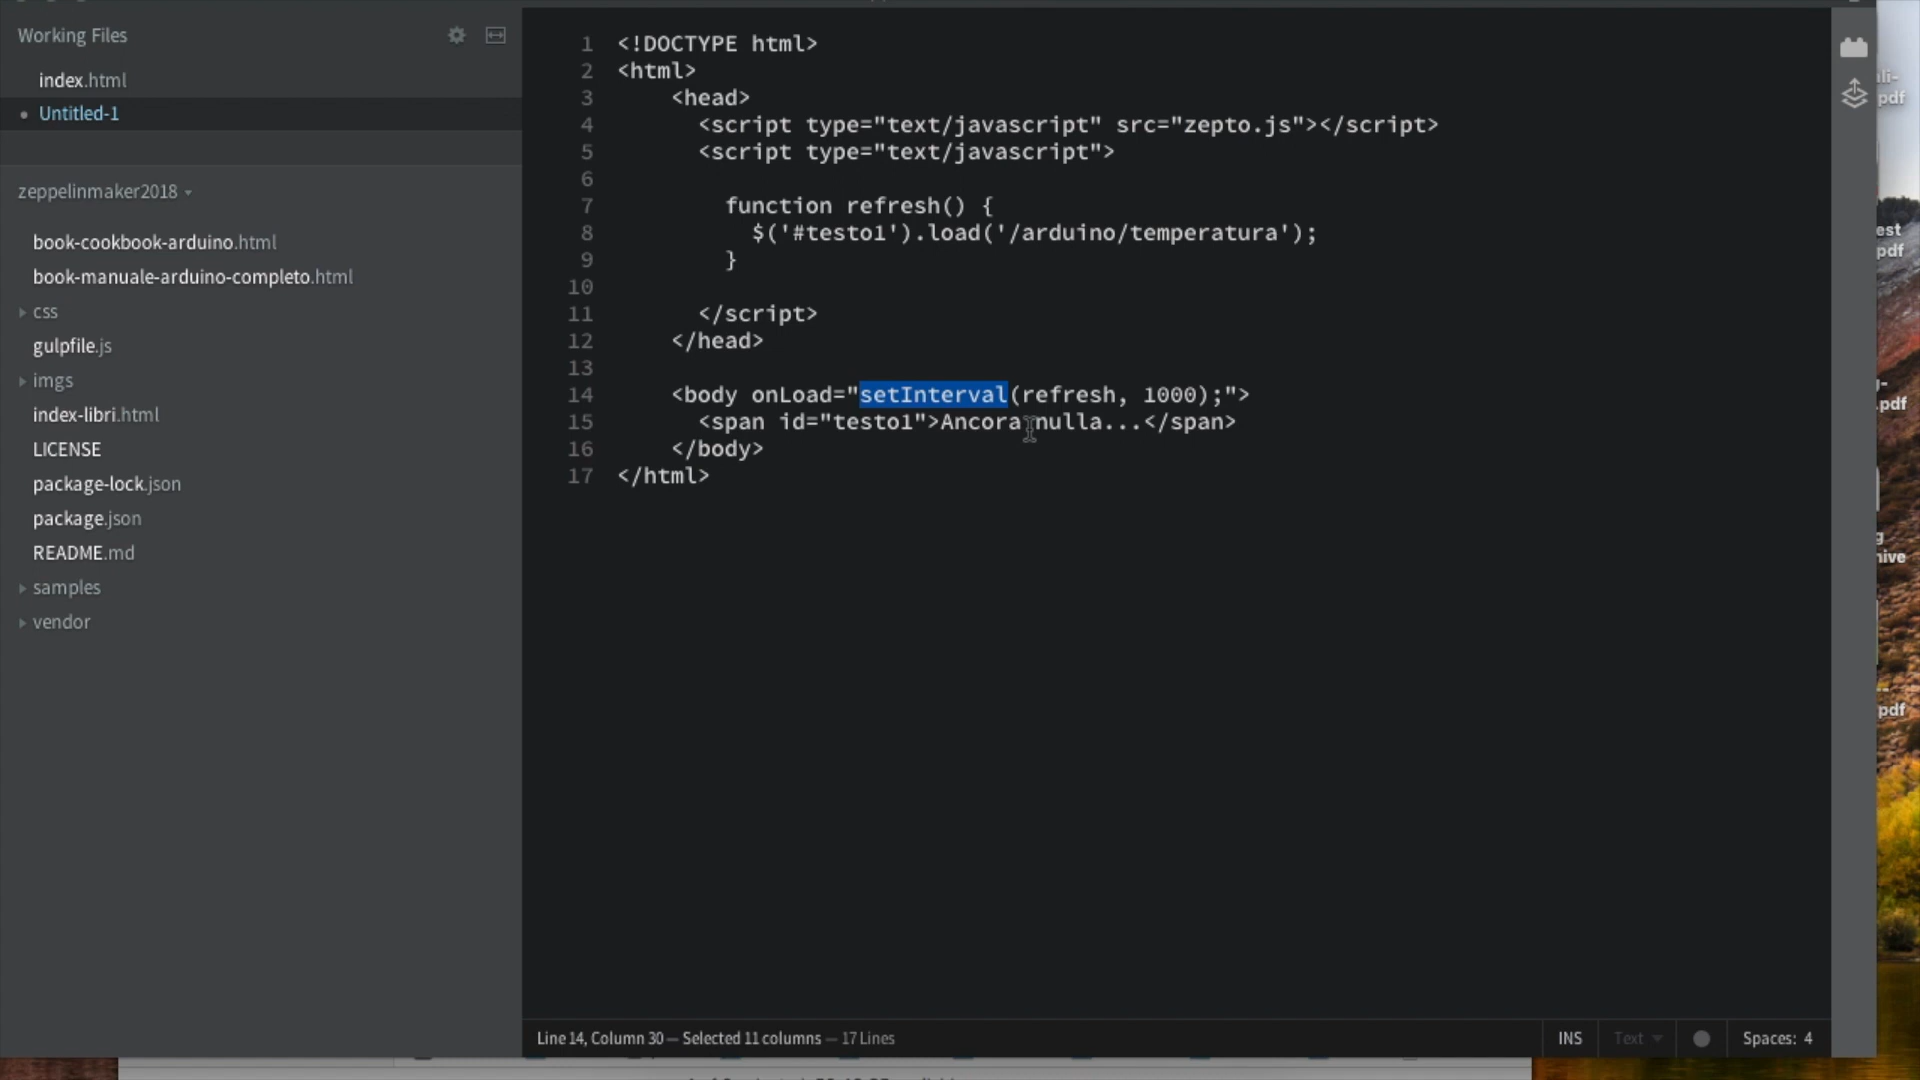 Working Files
index.html
Untitled-1
zeppelinmaker2018
book-cookbook-arduino.html
book-manuale-arduino-completo.html
css
gulpfile.js
imgs
index-libri.html
LICENSE
package-lock.json
package.json
README.md
samples
vendor
1 <!DOCTYPE html>
2 <html>
3 <head>
4 <script type="text/javascript" src="zepto.js"></script>
5 <script type="text/javascript">
6
7 function refresh() {
8 $('#testo1').load('/arduino/temperatura');
9 }
10
11 </script>
12 </head>
13
14 <body onLoad="setInterval(refresh, 1000);">
15 <span id="testo1">Ancora nulla...</span>
16 </body>
17 </html>
Line 14, Column 30 — Selected 11 columns — 17 Lines
INS
Text
Spaces: 4
pdf
pdf
.pdf
pdf